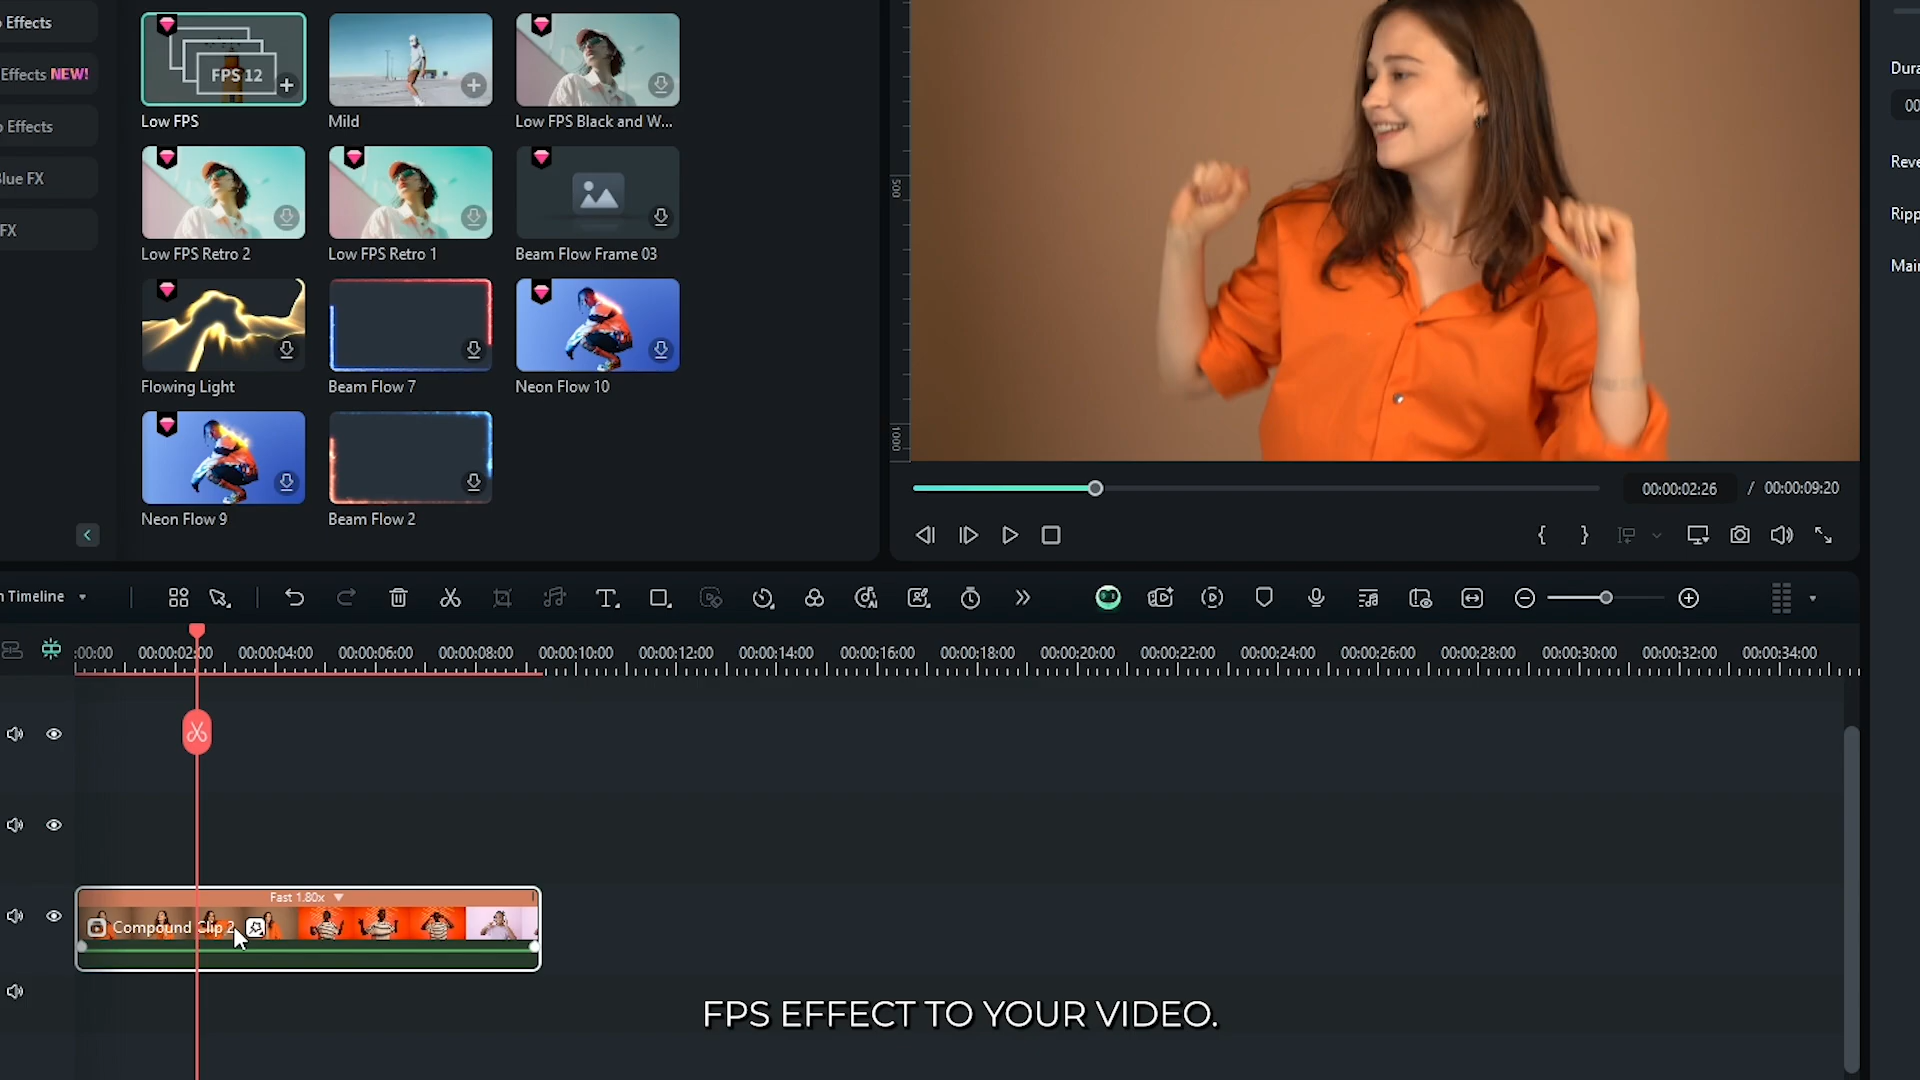 Effects
Effects NEW!
Effects
Blue FX
FX
FPS 12
Low FPS
Mild
Low FPS Black and W...
Low FPS Retro 2
Low FPS Retro 1
Beam Flow Frame 03
Flowing Light
Beam Flow 7
Neon Flow 10
Neon Flow 9
Beam Flow 2
500
1000
00:00:02:26 / 00:00:09:20
Dura
00
Reve
Ripp
Main
Timeline
:00:00
00:00:02:00
00:00:04:00
00:00:06:00
00:00:08:00
00:00:10:00
00:00:12:00
00:00:14:00
00:00:16:00
00:00:18:00
00:00:20:00
00:00:22:00
00:00:24:00
00:00:26:00
00:00:28:00
00:00:30:00
00:00:32:00
00:00:34:00
Fast 1.80x
Compound Clip 2
FPS EFFECT TO YOUR VIDEO.